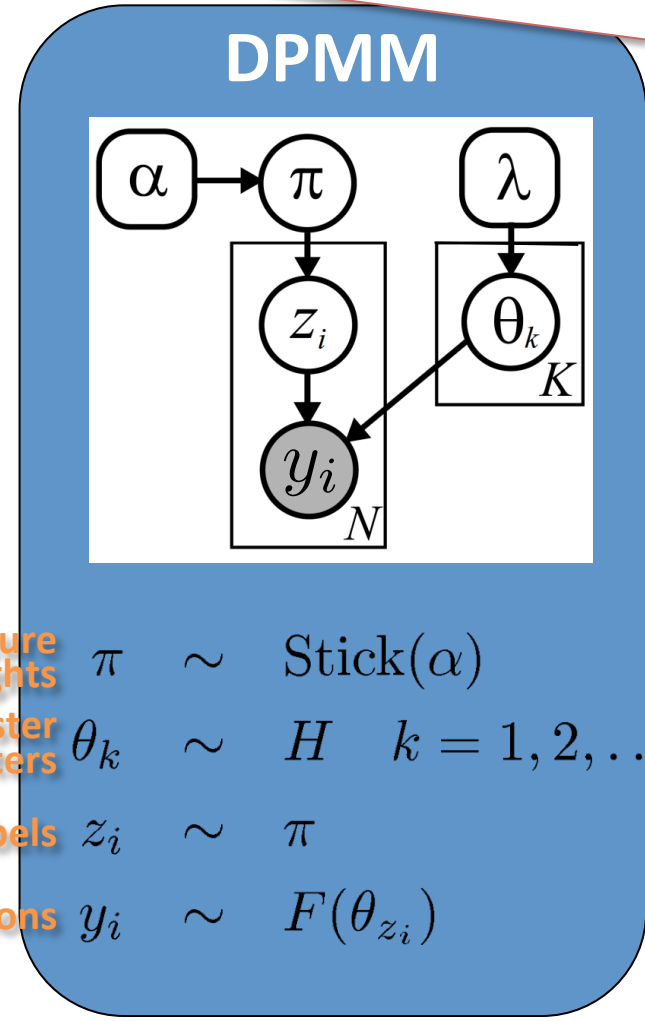 DPMM
α π λ
z_i θ_k
K
y_i
N
π ∼ Stick(α)
θ_k ∼ H k = 1, 2, . .
z_i ∼ π
y_i ∼ F(θ_{z_i})